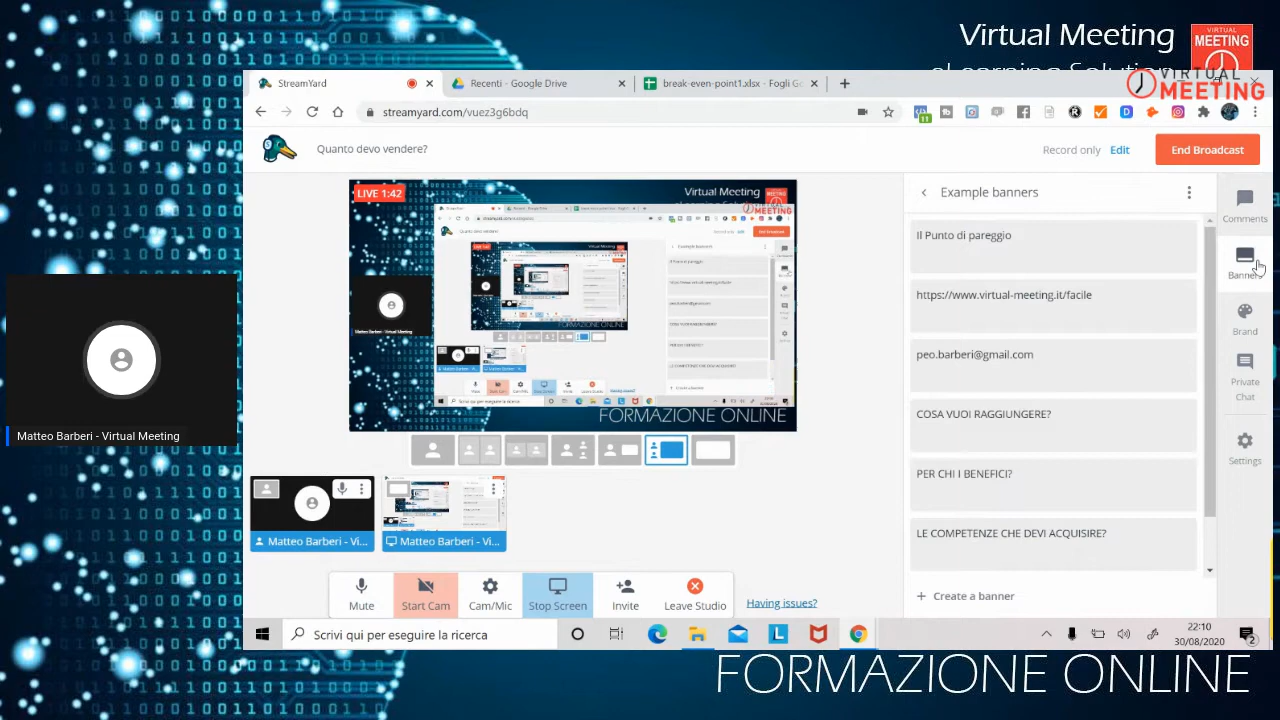 Virtual Meeting
VIRTUAL
MEETING
VIRTUAL
MEETING
StreamYard
Recenti - Google Drive
break-even-point1.xlsx - Fogli Go
streamyard.com/vuez3g6bdq
11
Quanto devo vendere?
Record only
Edit
End Broadcast
LIVE 1:42
Virtual Meeting
MEETING
FORMAZIONE ONLINE
Example banners
Il Punto di pareggio
https://www.virtual-meeting.it/facile
peo.barberi@gmail.com
COSA VUOI RAGGIUNGERE?
PER CHI I BENEFICI?
LE COMPETENZE CHE DEVI ACQUISIRE?
Create a banner
Comments
Banners
Brand
Private
Chat
Settings
Matteo Barberi - Virtual Meeting
Matteo Barberi - Vi...
Matteo Barberi - Vi...
Mute
Start Cam
Cam/Mic
Stop Screen
Invite
Leave Studio
Having issues?
Scrivi qui per eseguire la ricerca
22:10
30/08/2020
2
FORMAZIONE ONLINE